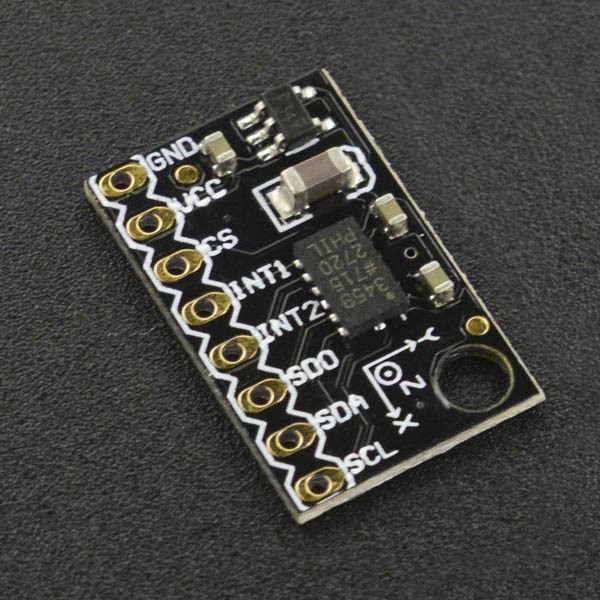 GND
VCC
CS
INT1
INT2
SDO
SDA
SCL
345B
#715
2720
PHIL
Y
Z
X